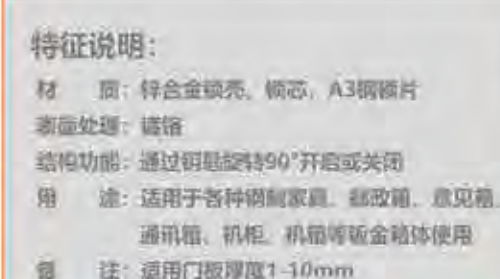 特征说明：
材 质：锌合金锁壳、锁芯，A3钢锁片
表面处理：镀铬
结构功能：通过钥匙旋转90°开启或关闭
用 途：适用于各种钢制家具、邮政箱、意见箱、
通讯箱、机柜、机箱等钣金箱体使用
备 注：适用门板厚度1-10mm